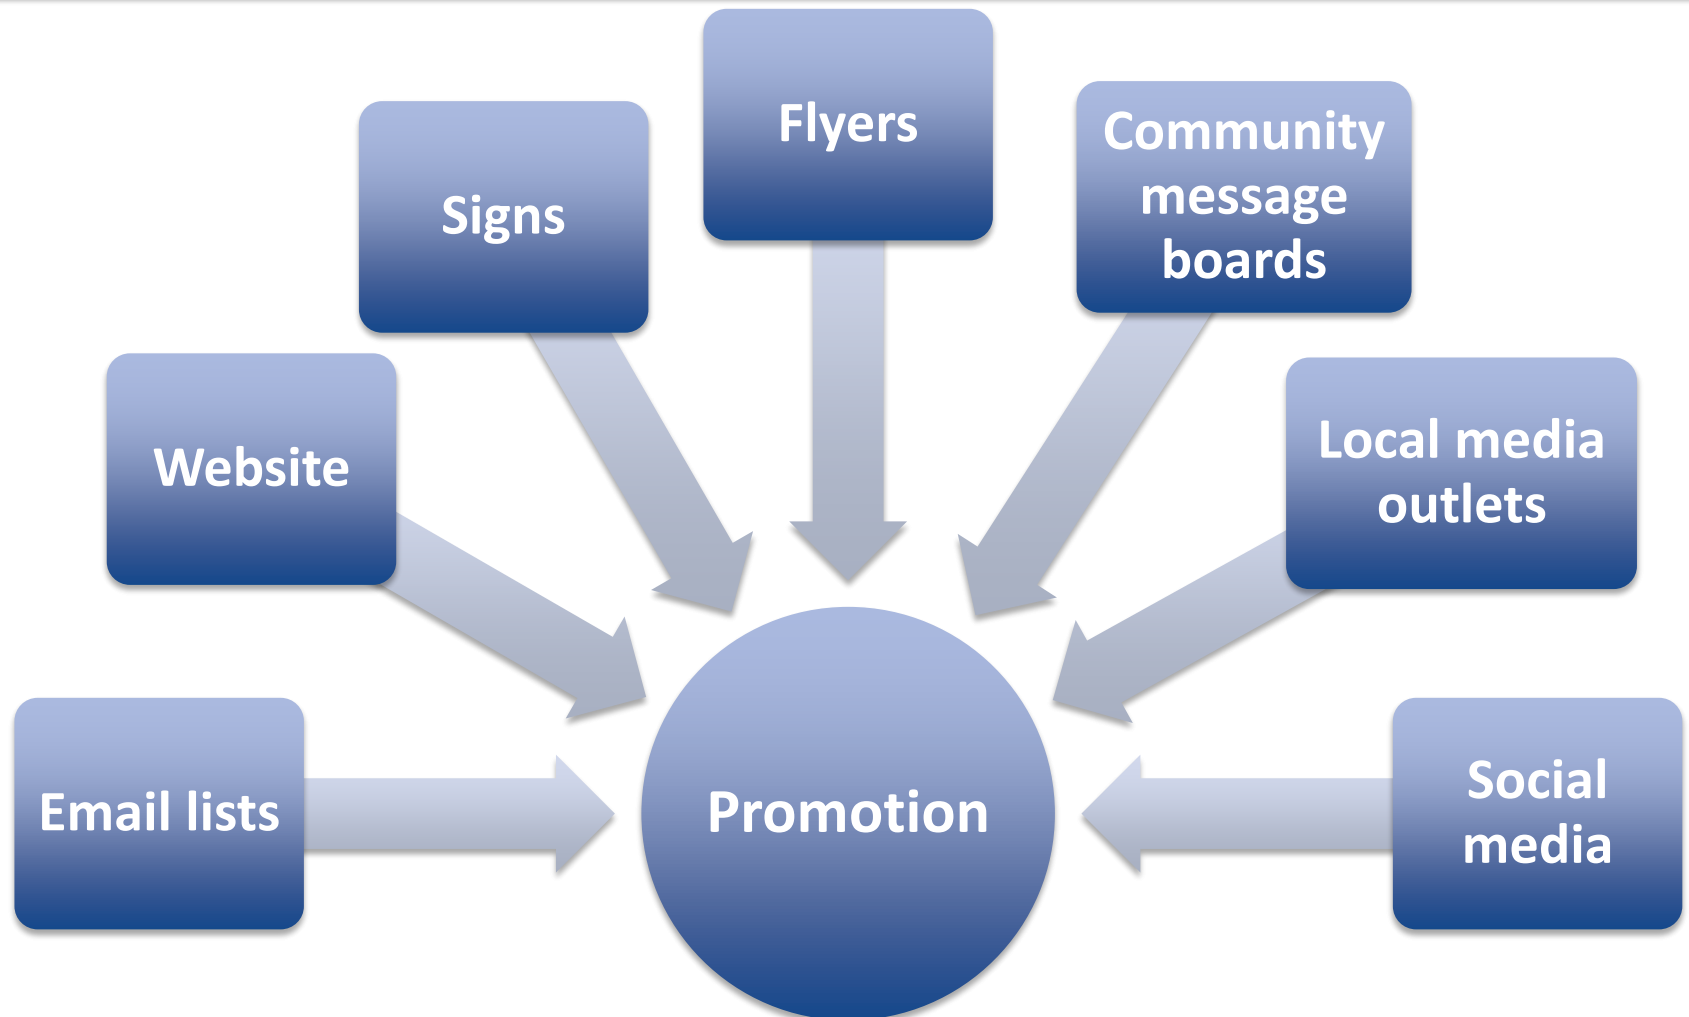 Flyers
Community
message
boards
Signs
Local media
outlets
Website
Social
media
Email lists
Promotion